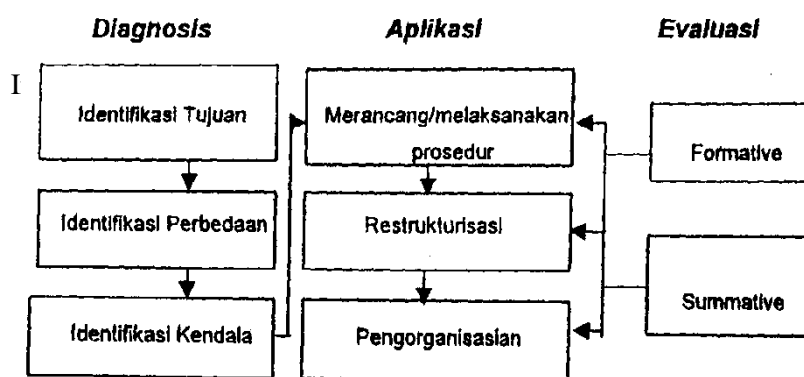 Diagnosis
Aplikasi
Evaluasi
I
Identifikasi Tujuan
Identifikasi Perbedaan
Identifikasi Kendala
Merancang/melaksanakan
prosedur
Restrukturisasi
Pengorganisasian
Formative
Summative